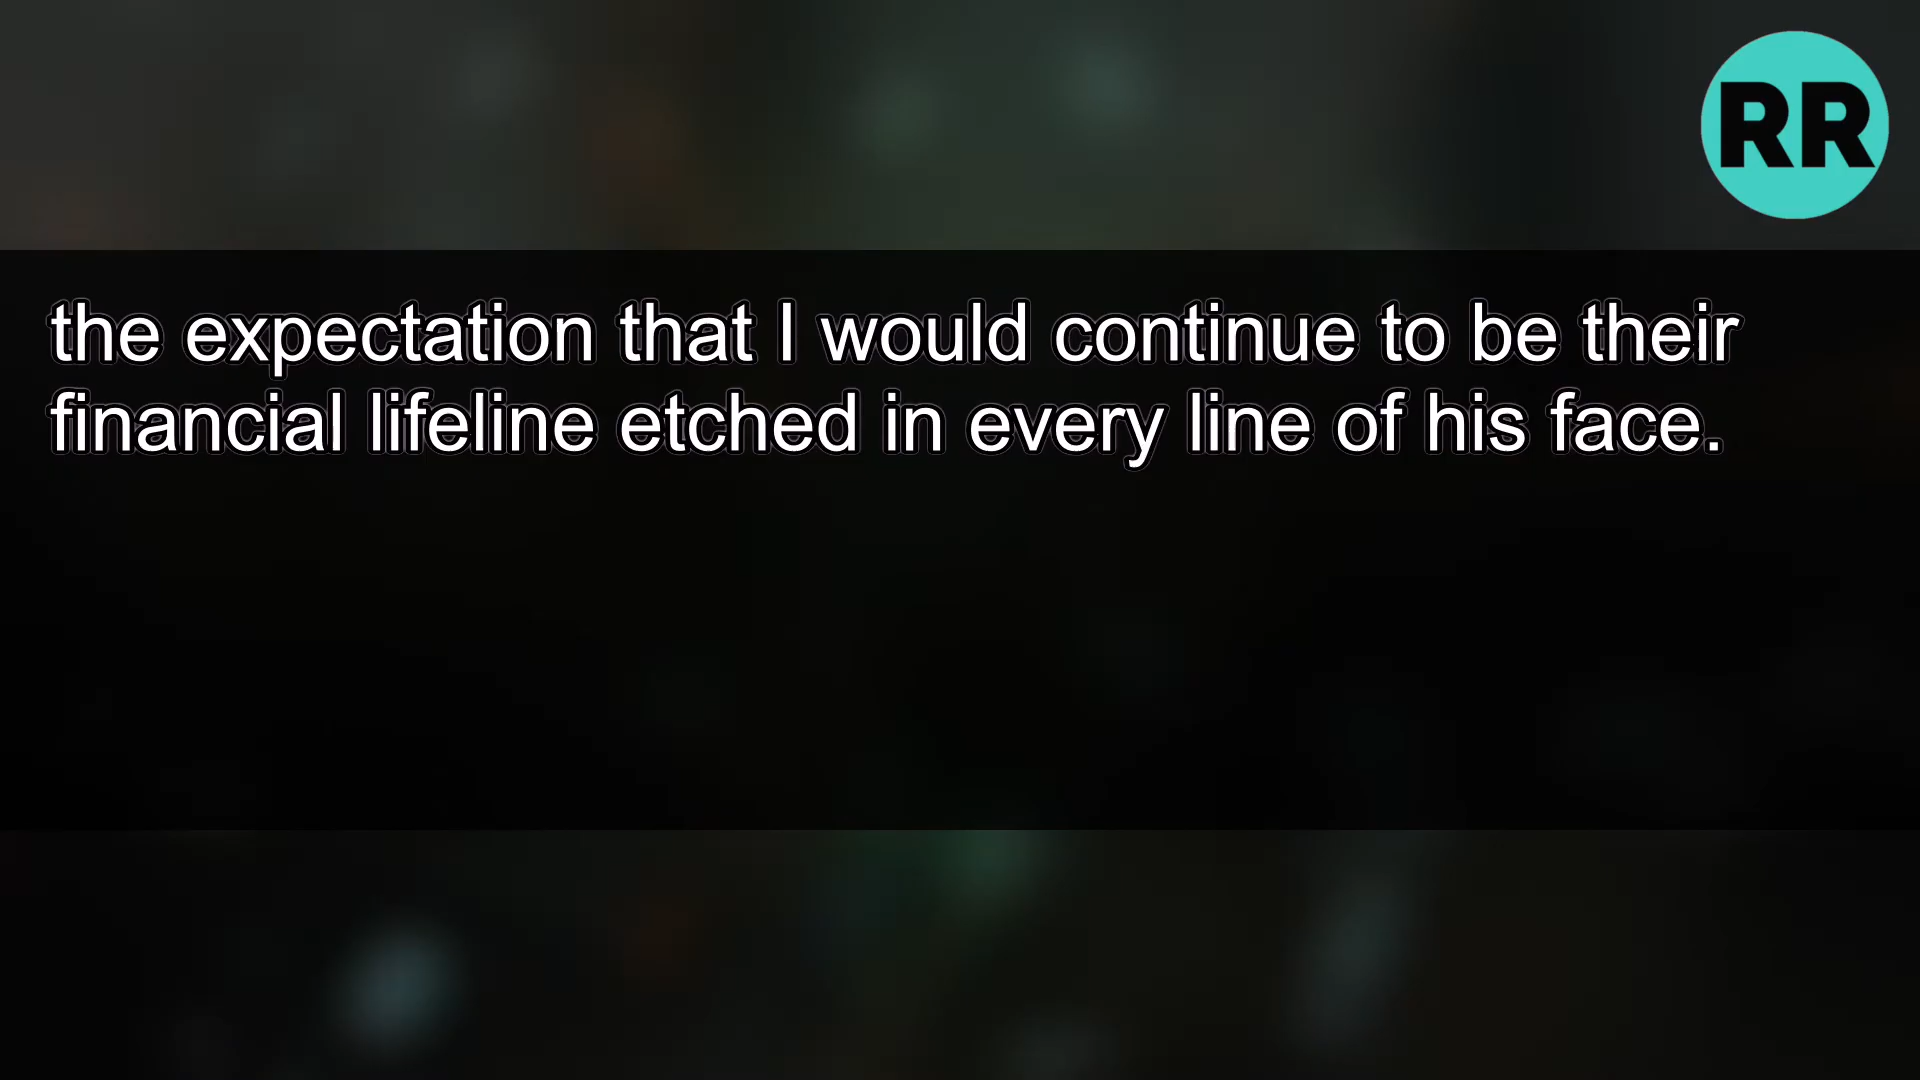 RR
the expectation that I would continue to be their
financial lifeline etched in every line of his face.